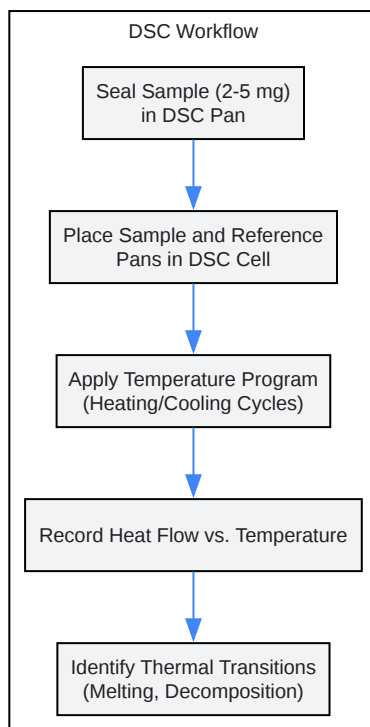 DSC Workflow
Seal Sample (2-5 mg)
in DSC Pan
Place Sample and Reference
Pans in DSC Cell
Apply Temperature Program
(Heating/Cooling Cycles)
Record Heat Flow vs. Temperature
Identify Thermal Transitions
(Melting, Decomposition)